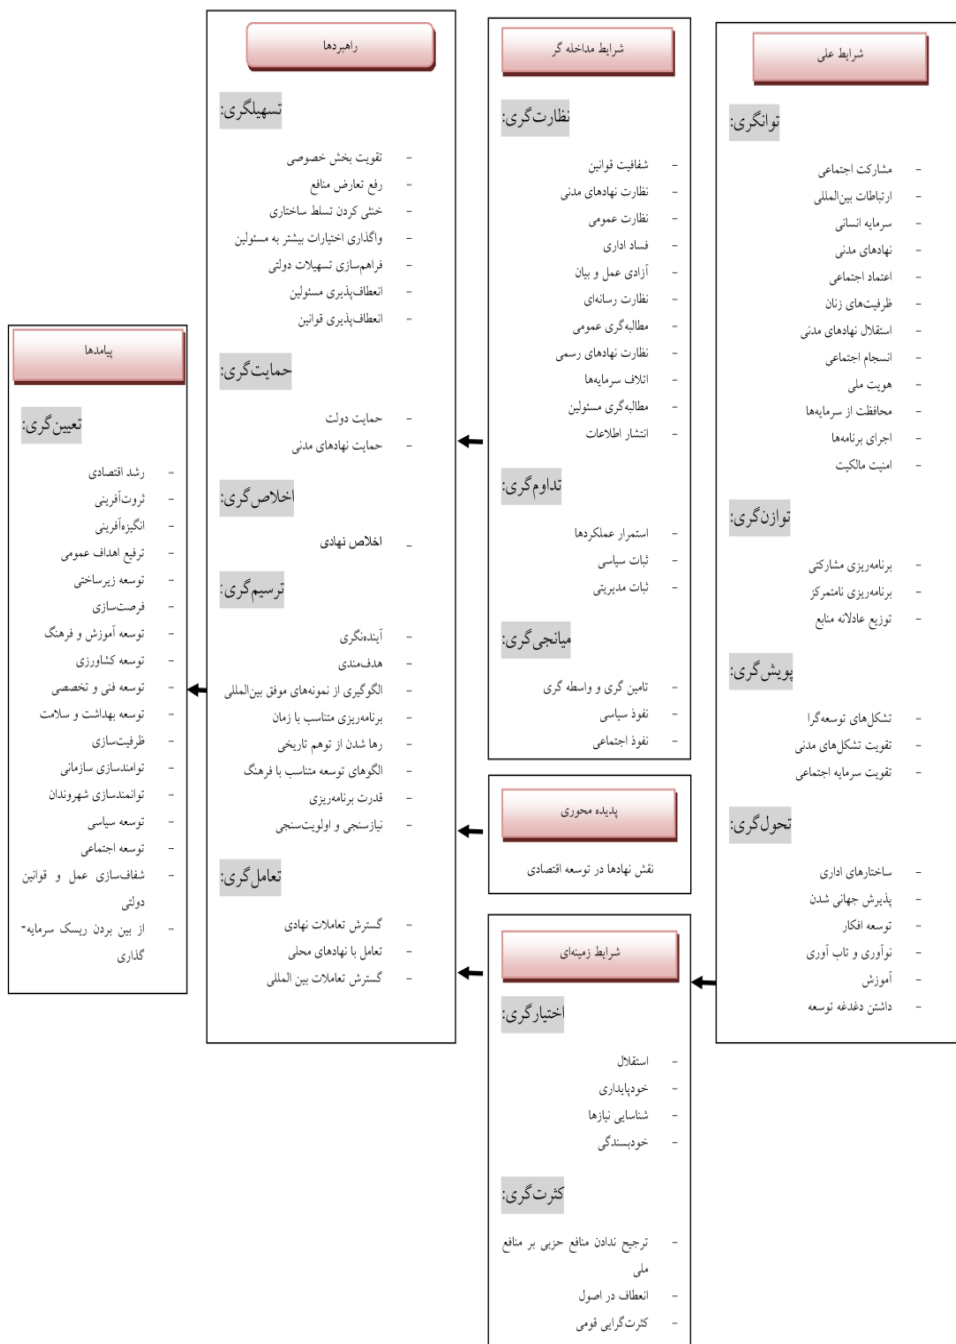 شرایط علی
توانگری:
- مشارکت اجتماعی
- ارتباطات بین‌المللی
- سرمایه انسانی
- نهادهای مدنی
- اعتماد اجتماعی
- ظرفیت‌های زنان
- استقلال نهادهای مدنی
- انسجام اجتماعی
- هویت ملی
- محافظت از سرمایه‌ها
- اجرای برنامه‌ها
- امنیت مالکیت
توازن‌گری:
- برنامه‌ریزی مشارکتی
- برنامه‌ریزی نامتمرکز
- توزیع عادلانه منابع
پویش‌گری:
- تشکل‌های توسعه‌گرا
- تقویت تشکل‌های مدنی
- تقویت سرمایه اجتماعی
تحول‌گری:
- ساختارهای اداری
- پذیرش جهانی شدن
- توسعه افکار
- نوآوری و تاب آوری
- آموزش
- داشتن دغدغه توسعه
شرایط مداخله گر
نظارت‌گری:
- شفافیت قوانین
- نظارت نهادهای مدنی
- نظارت عمومی
- فساد اداری
- آزادی عمل و بیان
- نظارت رسانه‌ای
- مطالبه‌گری عمومی
- نظارت نهادهای رسمی
- اتلاف سرمایه‌ها
- مطالبه‌گری مسئولین
- انتشار اطلاعات
تداوم‌گری:
- استمرار عملکردها
- ثبات سیاسی
- ثبات مدیریتی
میانجی‌گری:
- تامین گری و واسطه گری
- نفوذ سیاسی
- نفوذ اجتماعی
پدیده محوری
نقش نهادها در توسعه اقتصادی
شرایط زمینه‌ای
اختیارگری:
- استقلال
- خودپایداری
- شناسایی نیازها
- خودبسندگی
کثرت‌گری:
- ترجیح ندادن منافع حزبی بر منافع
ملی
- انعطاف در اصول
- کثرت‌گرایی قومی
راهبردها
تسهیلگری:
- تقویت بخش خصوصی
- رفع تعارض منافع
- خنثی کردن تسلط ساختاری
- واگذاری اختیارات بیشتر به مسئولین
- فراهم‌سازی تسهیلات دولتی
- انعطاف‌پذیری مسئولین
- انعطاف‌پذیری قوانین
حمایت‌گری:
- حمایت دولت
- حمایت نهادهای مدنی
اخلاص‌گری:
- اخلاص نهادی
ترسیم‌گری:
- آینده‌نگری
- هدف‌مندی
- الگوگیری از نمونه‌های موفق بین‌المللی
- برنامه‌ریزی متناسب با زمان
- رها شدن از توهم تاریخی
- الگوهای توسعه متناسب با فرهنگ
- قدرت برنامه‌ریزی
- نیازسنجی و اولویت‌سنجی
تعامل‌گری:
- گسترش تعاملات نهادی
- تعامل با نهادهای محلی
- گسترش تعاملات بین المللی
پیامدها
تعیین‌گری:
- رشد اقتصادی
- ثروت‌آفرینی
- انگیزه‌آفرینی
- ترفیع اهداف عمومی
- توسعه زیرساختی
- فرصت‌سازی
- توسعه آموزش و فرهنگ
- توسعه کشاورزی
- توسعه فنی و تخصصی
- توسعه بهداشت و سلامت
- ظرفیت‌سازی
- توامندسازی سازمانی
- توانمندسازی شهروندان
- توسعه سیاسی
- توسعه اجتماعی
- شفاف‌سازی عمل و قوانین
دولتی
- از بین بردن ریسک سرمایه-
گذاری